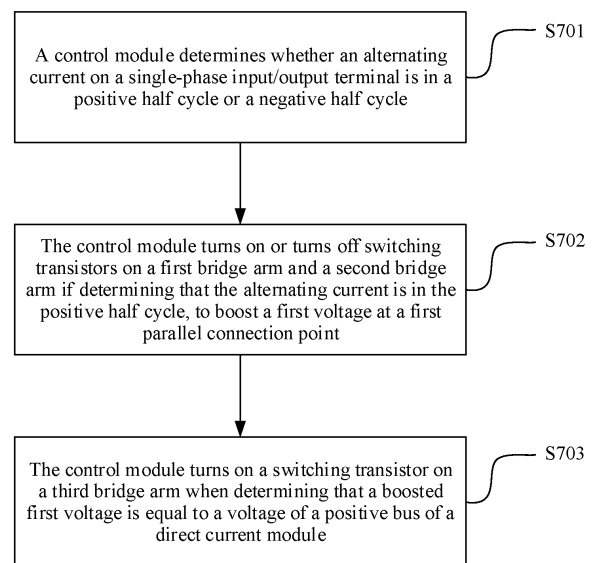 A control module determines whether an alternating
current on a single-phase input/output terminal is in a
positive half cycle or a negative half cycle
S701
The control module turns on or turns off switching
transistors on a first bridge arm and a second bridge
arm if determining that the alternating current is in the
positive half cycle, to boost a first voltage at a first
parallel connection point
S702
The control module turns on a switching transistor on
a third bridge arm when determining that a boosted
first voltage is equal to a voltage of a positive bus of a
direct current module
S703